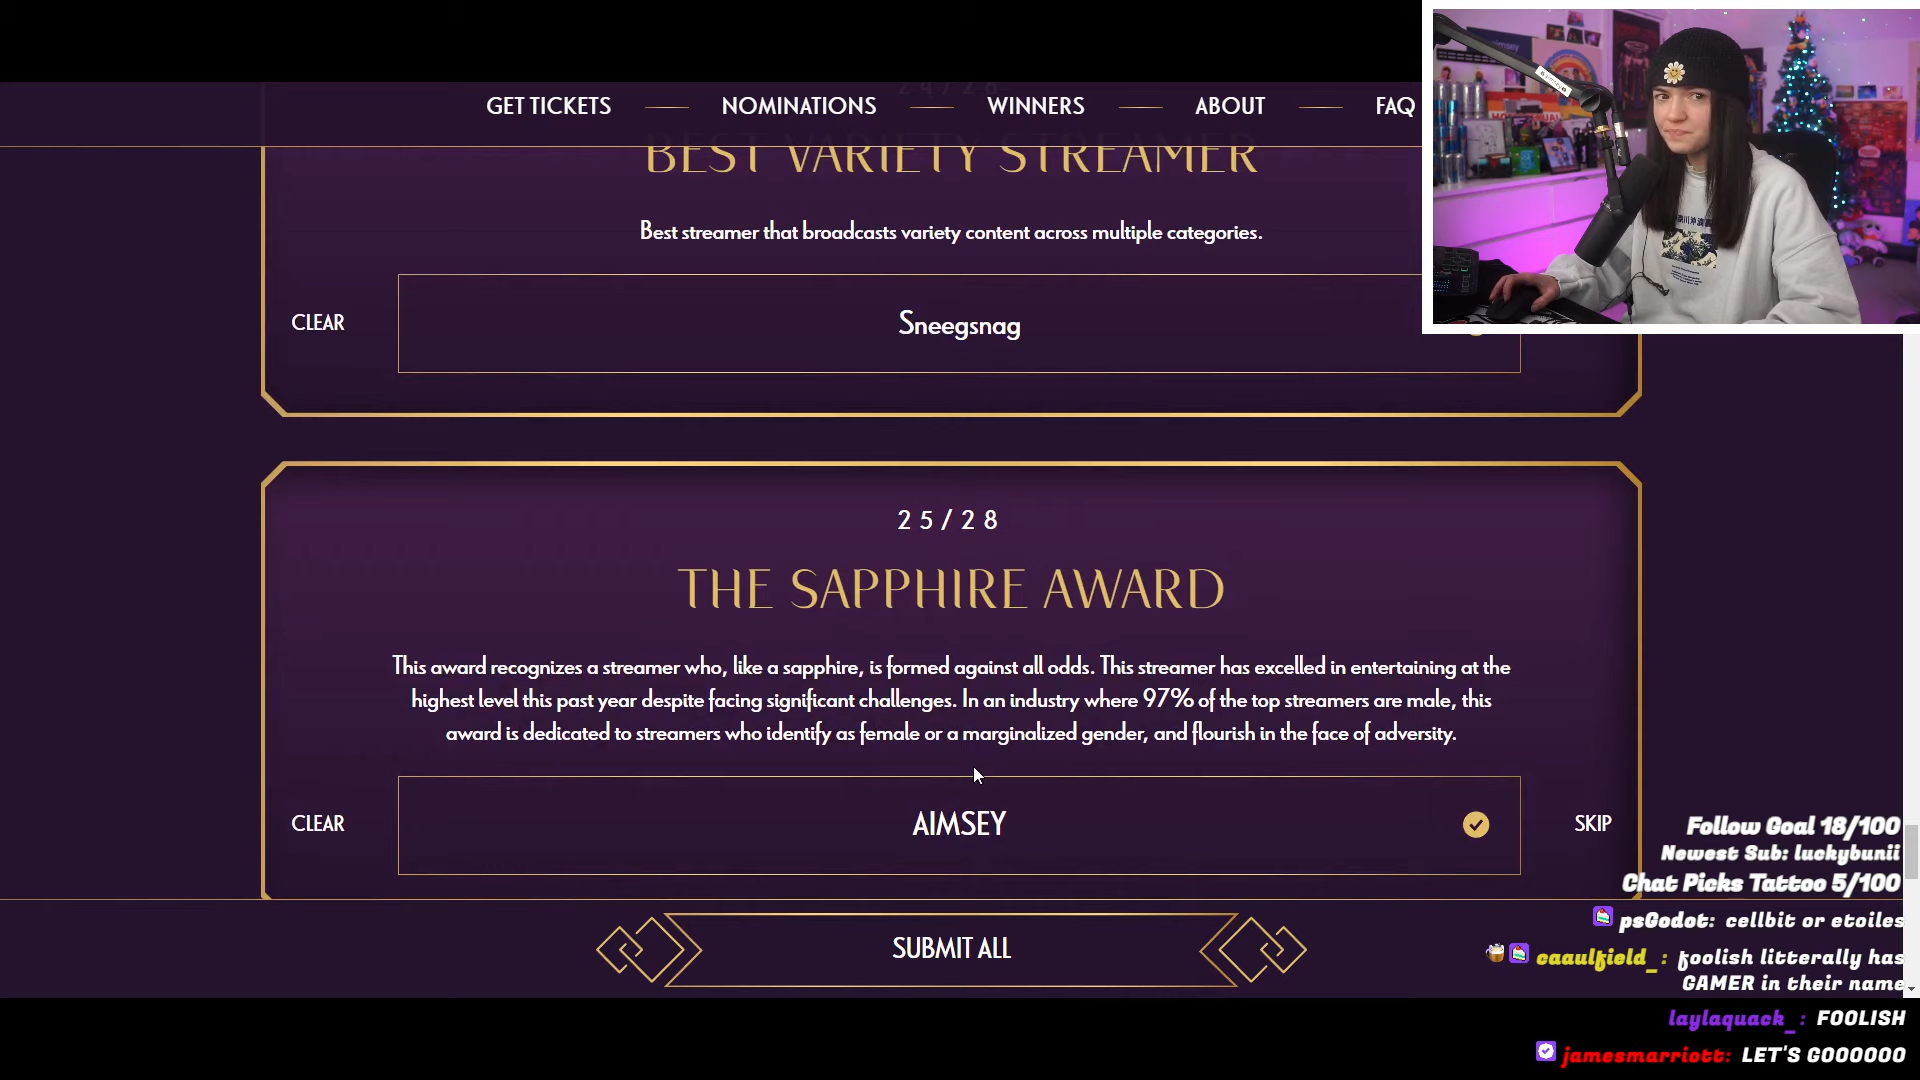 24/28
GET TICKETS
NOMINATIONS
WINNERS
ABOUT
FAQ
BEST VARIETY STREAMER
Best streamer that broadcasts variety content across multiple categories.
CLEAR
Sneegsnag
25/28
THE SAPPHIRE AWARD
This award recognizes a streamer who, like a sapphire, is formed against all odds. This streamer has excelled in entertaining at the
highest level this past year despite facing significant challenges. In an industry where 97% of the top streamers are male, this
award is dedicated to streamers who identify as female or a marginalized gender, and flourish in the face of adversity.
CLEAR
AIMSEY
SKIP
SUBMIT ALL
Follow Goal 18/100
Newest Sub: luckybunii
Chat Picks Tattoo 5/100
psGodot: cellbit or etoiles
caaulfield_: foolish litterally has
GAMER in their name
laylaquack_: FOOLISH
jamesmarriott: LET'S GOOOOOO